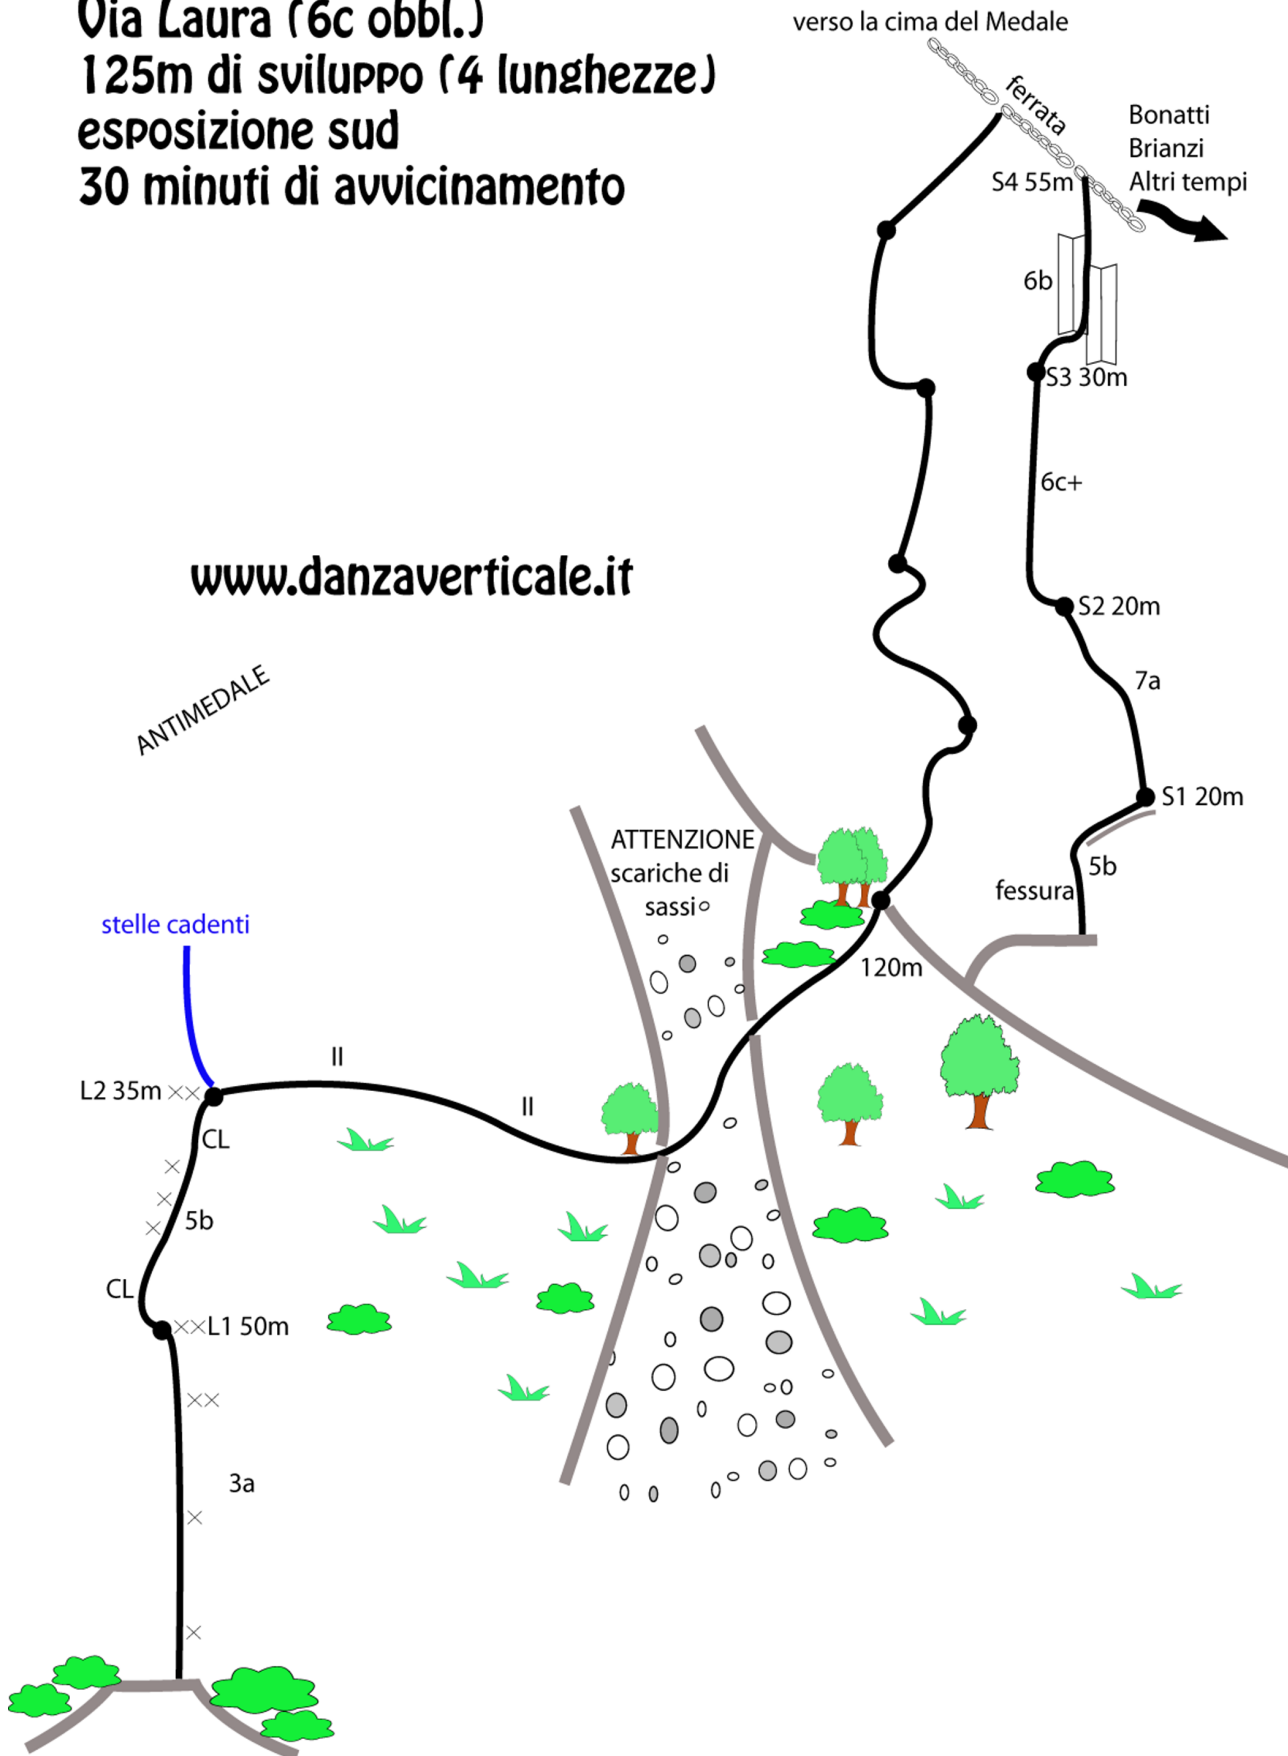 Via Laura (6c obbl.)
125m di sviluppo (4 lunghezze)
esposizione sud
30 minuti di avvicinamento
verso la cima del Medale
ferrata
Bonatti
Brianzi
Altri tempi
S4 55m
6b
S3 30m
6c+
www.danzaverticale.it
S2 20m
ANTIMEDALE
7a
S1 20m
ATTENZIONE
scariche di
sassi
5b
fessura
stelle cadenti
120m
II
L2 35m
II
CL
5b
CL
L1 50m
3a